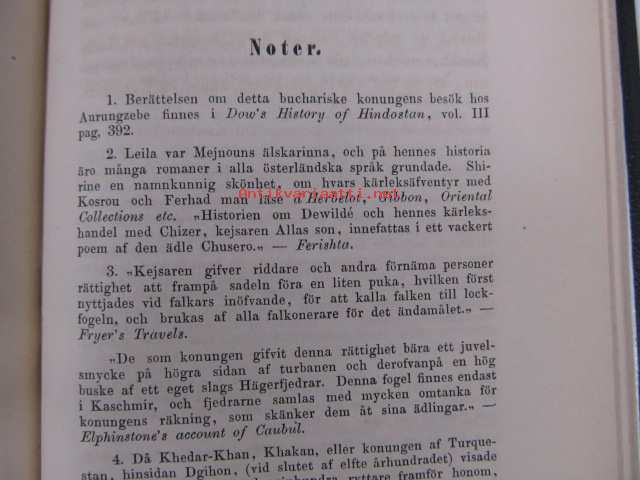 Noter.
1. Berättelsen om detta buchariske konungens besök hos
Aurungzebe finnes i Dow's History of Hindostan, vol. III
pag. 392.
2. Leila var Mejnouns älskarinna, och på hennes historia
äro många romaner i alla österländska språk grundade. Shi-
rine en namnkunnig skönhet, om hvars kärleksäfventyr med
Kosrou och Ferhad man läse d'Herbelot, Gibbon, Oriental
Collections etc. „Historien om Dewildé och hennes kärleks-
handel med Chizer, kejsaren Allas son, innefattas i ett vackert
poem af den ädle Chusero.„ — Ferishta.
3. „Kejsaren gifver riddare och andra förnäma personer
rättighet att frampå sadeln föra en liten puka, hvilken först
nyttjades vid falkars inöfvande, för att kalla falken till lock-
fogeln, och brukas af alla falkonerare för det ändamålet.„ —
Fryer's Travels.
„De som konungen gifvit denna rättighet bära ett juvel-
smycke på högra sidan af turbanen och derofvanpå en hög
buske af ett eget slags Hägerfjedrar. Denna fogel finnes endast
i Kaschmir, och fjedrarne samlas med mycken omtanka för
konungens räkning, som skänker dem åt sina ädlingar.„ —
Elphinstone's account of Caubul.
4. Då Khedar-Khan, Khakan, eller konungen af Turque-
stan, hinsidan Dgihon, (vid slutet af elfte århundradet) visade
ryttare framför honom,
Antikvariaatti.net